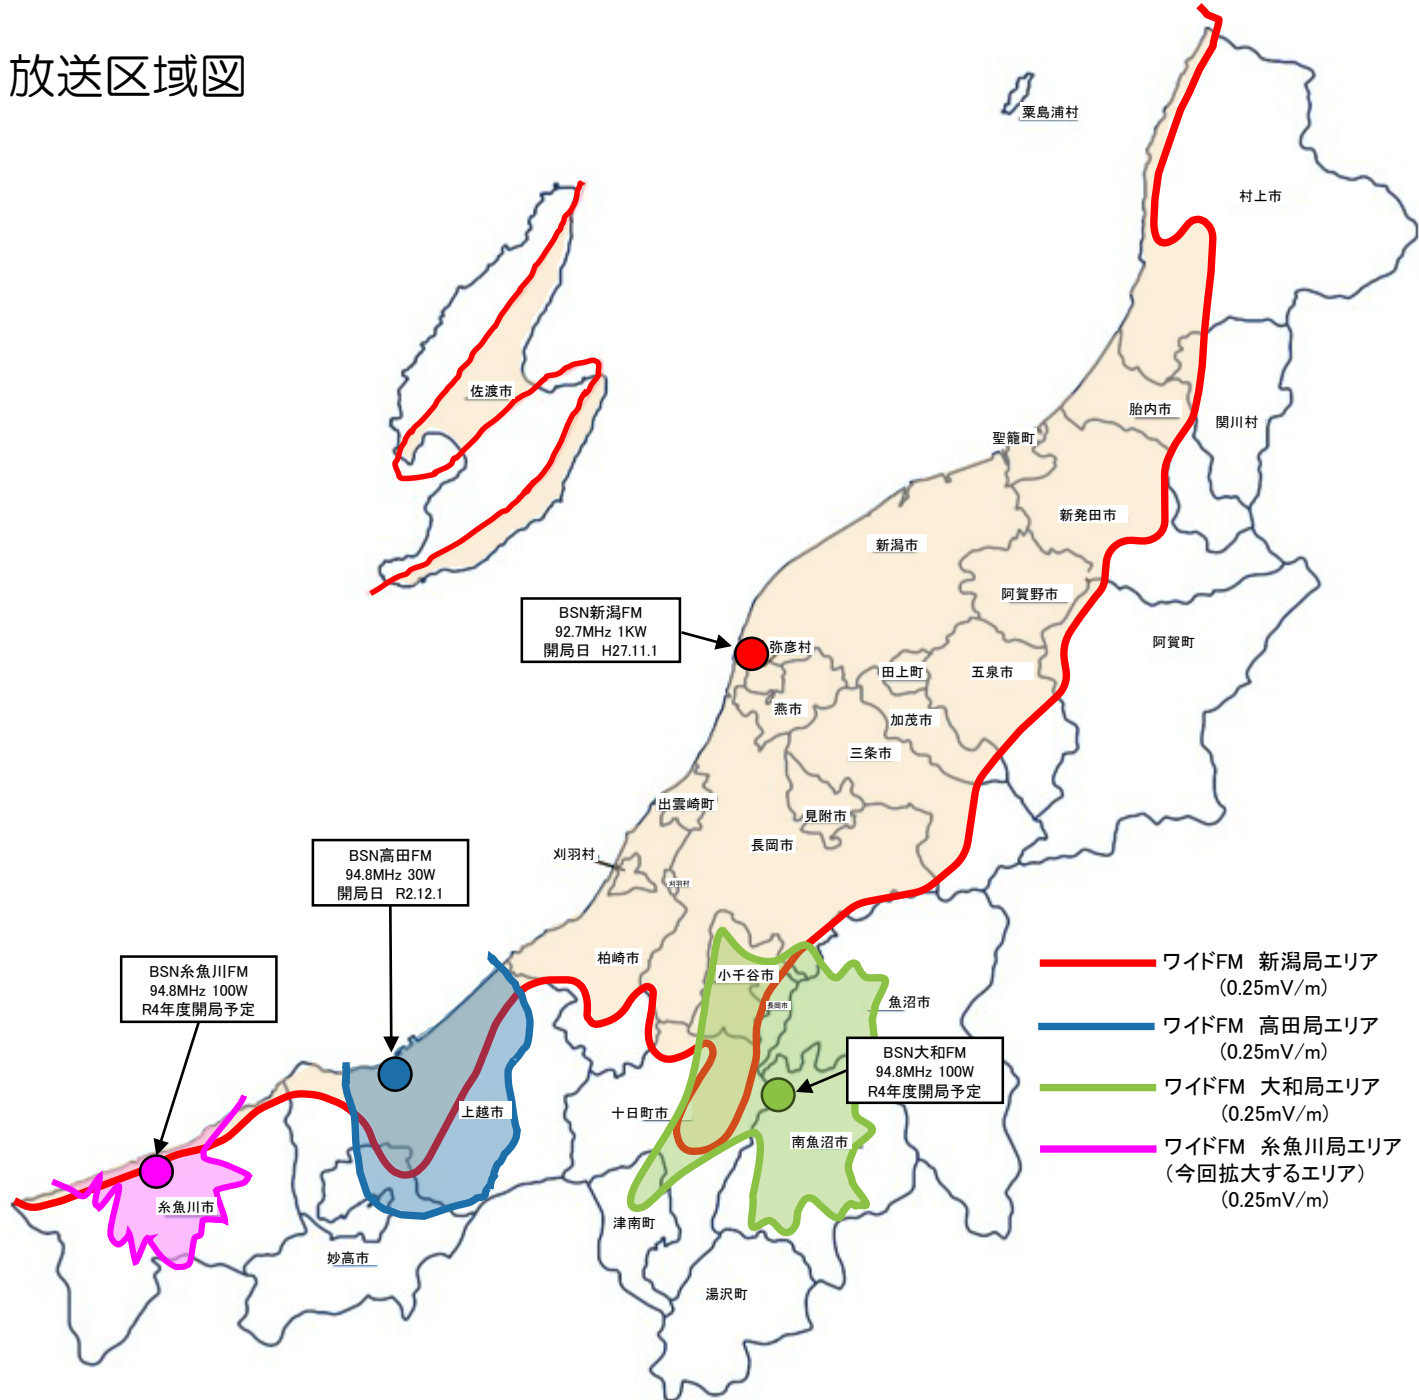 放送区域図
粟島浦村
村上市
佐渡市
胎内市
関川村
聖籠町
新発田市
新潟市
阿賀野市
BSN新潟FM
92.7MHz 1KW
開局日 H27.11.1
弥彦村
阿賀町
田上町
五泉市
燕市
加茂市
三条市
出雲崎町
見附市
長岡市
刈羽村
刈羽村
BSN高田FM
94.8MHz 30W
開局日 R2.12.1
柏崎市
小千谷市
長岡市
魚沼市
BSN糸魚川FM
94.8MHz 100W
R4年度開局予定
BSN大和FM
94.8MHz 100W
R4年度開局予定
上越市
十日町市
南魚沼市
糸魚川市
津南町
妙高市
湯沢町
ワイドFM 新潟局エリア
(0.25mV/m)
ワイドFM 高田局エリア
(0.25mV/m)
ワイドFM 大和局エリア
(0.25mV/m)
ワイドFM 糸魚川局エリア
(今回拡大するエリア)
(0.25mV/m)